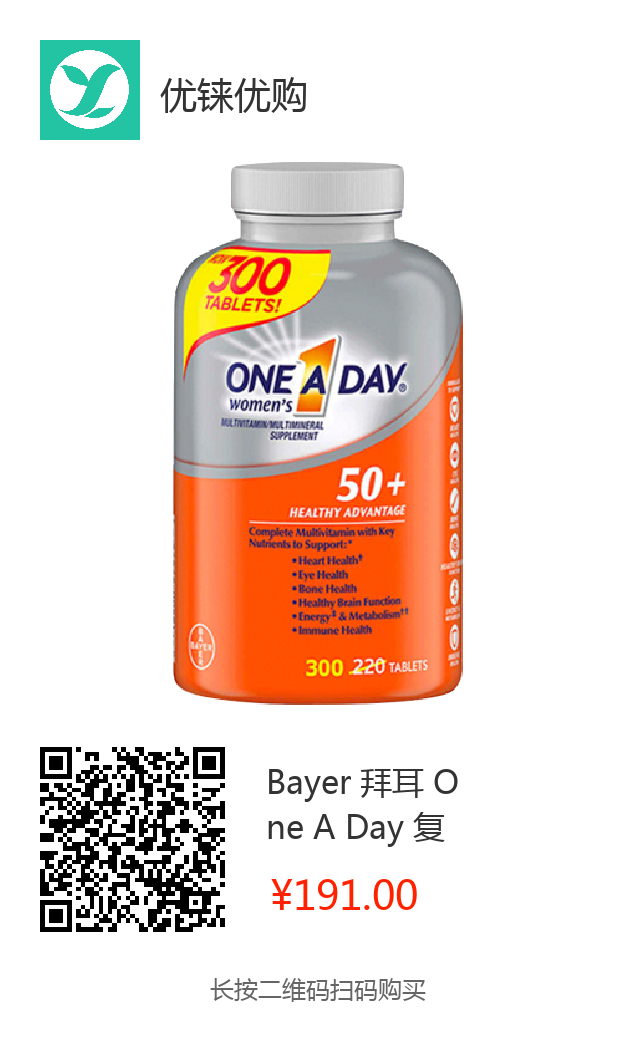 优铼优购
NOW
300
TABLETS!
ONE A DAY®
women's
MULTIVITAMIN/MULTIMINERAL
SUPPLEMENT
50+
HEALTHY ADVANTAGE
Complete Multivitamin with Key
Nutrients to Support:*
•Heart Health†
•Eye Health
•Bone Health
•Healthy Brain Function
•Energy‡ & Metabolism††
•Immune Health
BAYER
BAYER
300 220 TABLETS
Bayer 拜耳 O
ne A Day 复
¥191.00
长按二维码扫码购买